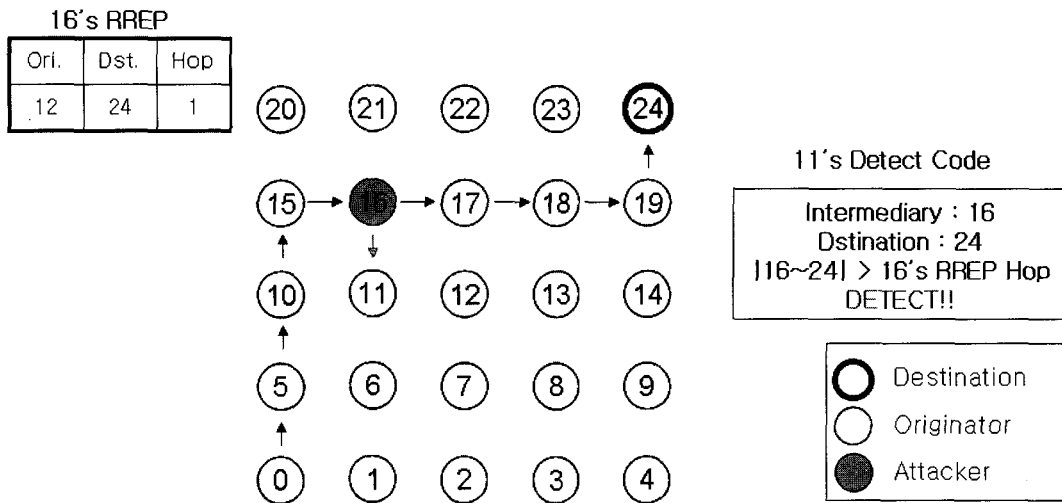 16's RREP
Ori. Dst. Hop
12 24 1
20 21 22 23 24
15 16 17 18 19
10 11 12 13 14
5 6 7 8 9
0 1 2 3 4
11's Detect Code
Intermediary : 16
Dstination : 24
|16~24| > 16's RREP Hop
DETECT!!
Destination
Originator
Attacker